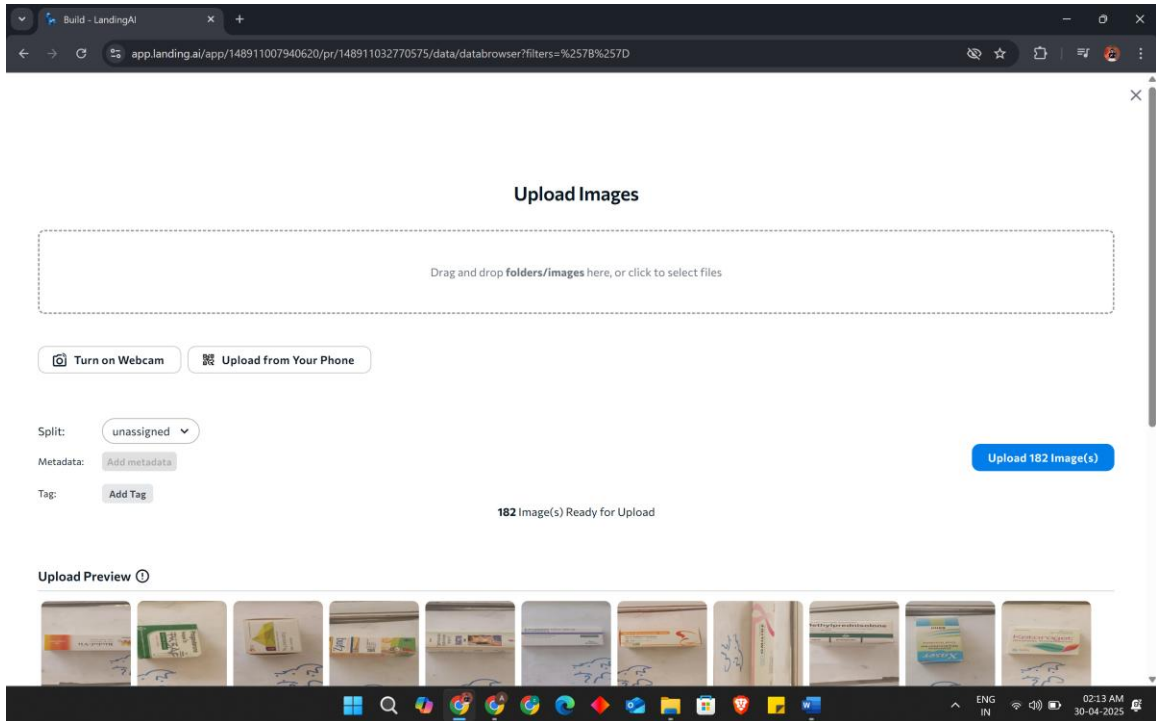 Build - LandingAI
app.landing.ai/app/148911007940620/pr/148911032770575/data/databrowser?filters=%257B%257D
Upload Images
Drag and drop folders/images here, or click to select files
Turn on Webcam
Upload from Your Phone
Split: unassigned
Metadata: Add metadata
Upload 182 Image(s)
Tag: Add Tag
182 Image(s) Ready for Upload
Upload Preview
ENG
IN
02:13 AM
30-04-2025